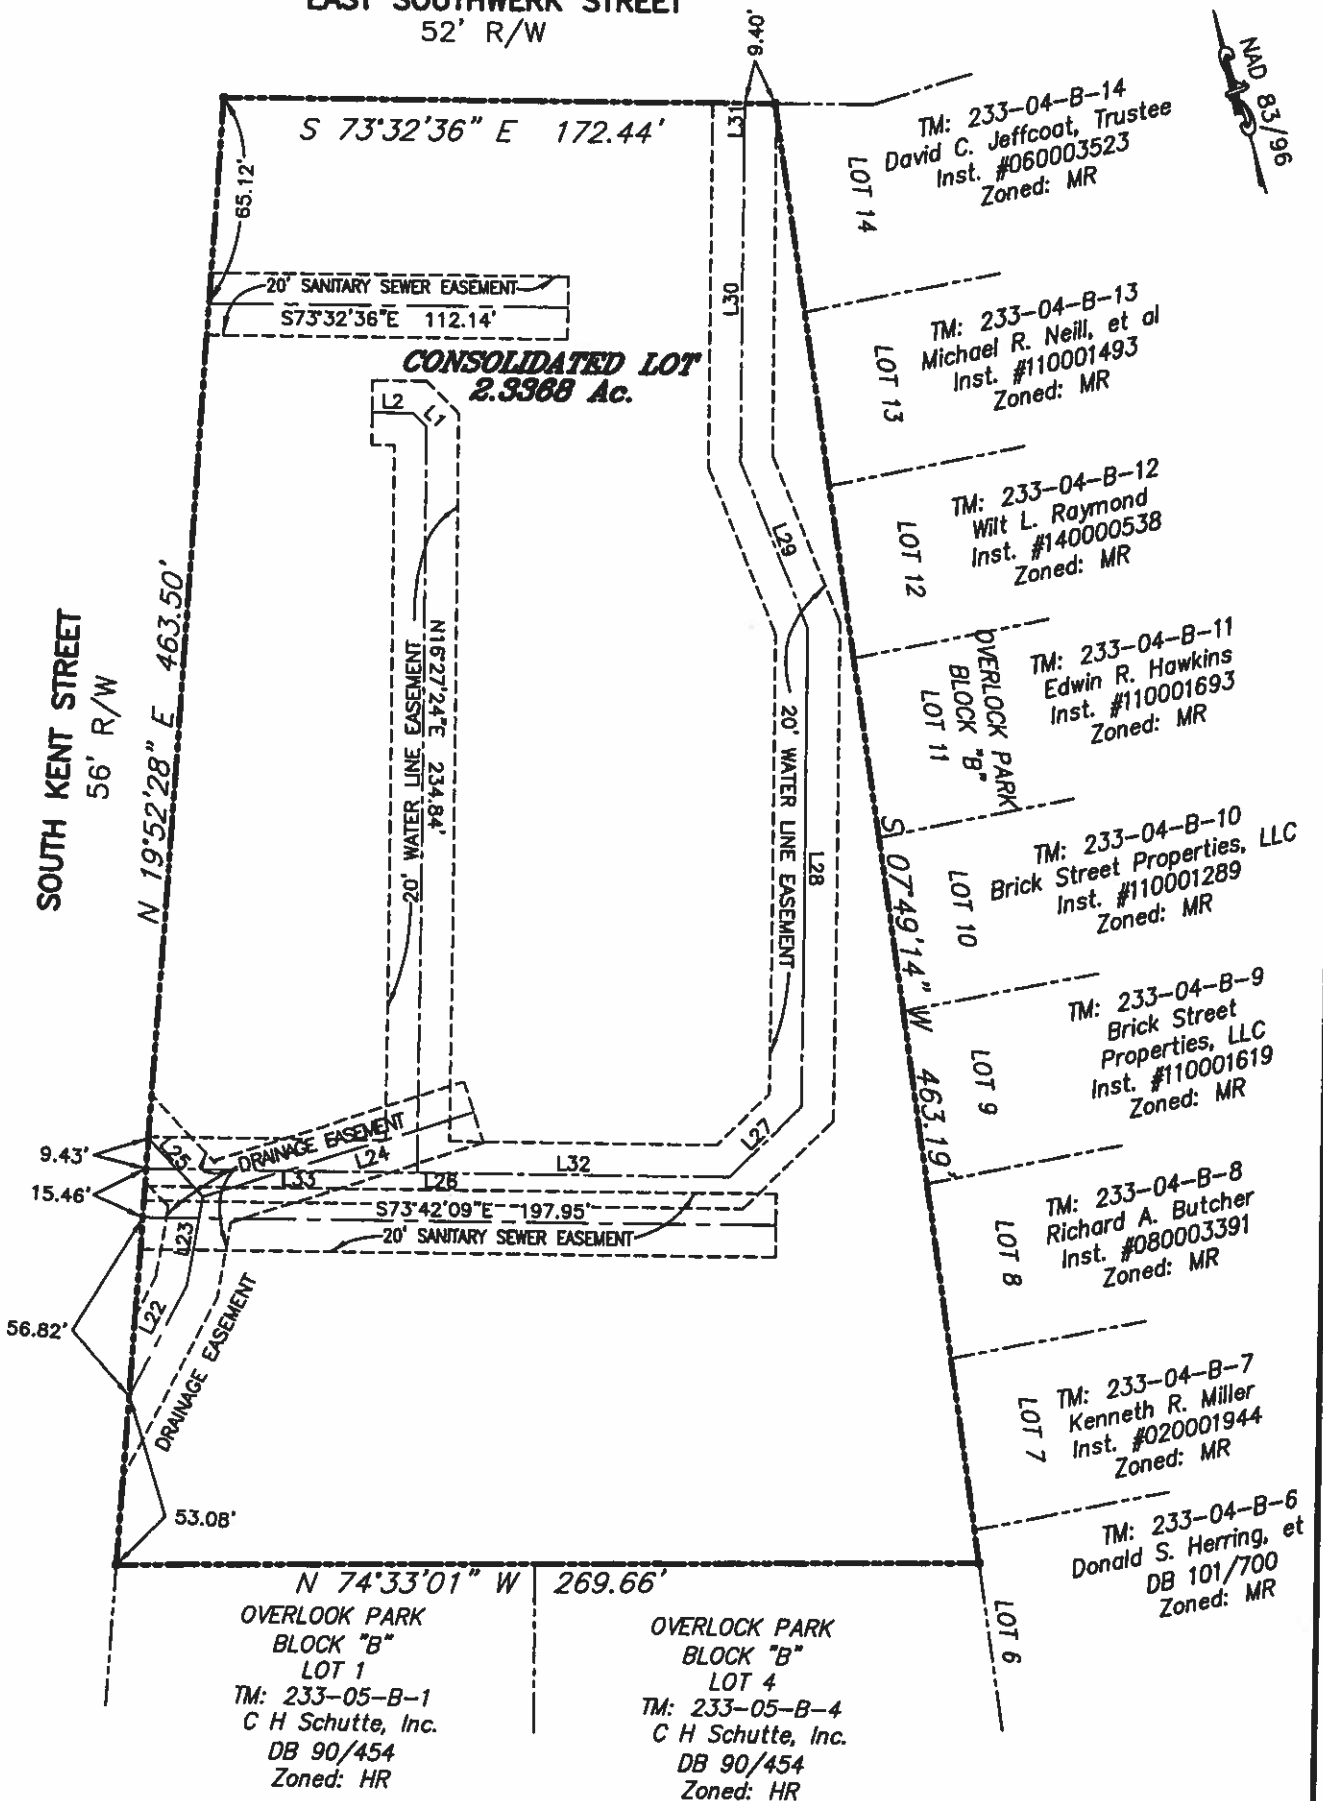 EAST SOUTHWERK STREET
52' R/W
9.40'
NAD 83/96
S 73°32'36" E 172.44'
L31
65.12'
TM: 233-04-B-14
David C. Jeffcoat, Trustee
Inst. #060003523
Zoned: MR
LOT 14
20' SANITARY SEWER EASEMENT
S73°32'36"E 112.14'
L30
CONSOLIDATED LOT
2.3368 Ac.
TM: 233-04-B-13
Michael R. Neill, et al
Inst. #110001493
Zoned: MR
LOT 13
L2
L1
TM: 233-04-B-12
Wilt L. Raymond
Inst. #140000538
Zoned: MR
LOT 12
L29
SOUTH KENT STREET
56' R/W
N 19°52'28" E 463.50'
20' WATER LINE EASEMENT
N16°27'24"E 234.84'
20' WATER LINE EASEMENT
L28
OVERLOCK PARK
BLOCK "B"
LOT 11
TM: 233-04-B-11
Edwin R. Hawkins
Inst. #110001693
Zoned: MR
S 07°49'14" W 463.19'
TM: 233-04-B-10
Brick Street Properties, LLC
Inst. #110001289
Zoned: MR
LOT 10
TM: 233-04-B-9
Brick Street
Properties, LLC
Inst. #110001619
Zoned: MR
LOT 9
9.43'
L25
DRAINAGE EASEMENT
L24
L27
L32
15.46'
L33
L26
S73°42'09"E 197.95'
20' SANITARY SEWER EASEMENT
L23
TM: 233-04-B-8
Richard A. Butcher
Inst. #080003391
Zoned: MR
LOT 8
56.82'
L22
DRAINAGE EASEMENT
TM: 233-04-B-7
Kenneth R. Miller
Inst. #020001944
Zoned: MR
LOT 7
53.08'
TM: 233-04-B-6
Donald S. Herring, et
DB 101/700
Zoned: MR
LOT 6
N 74°33'01" W 269.66'
OVERLOOK PARK
BLOCK "B"
LOT 1
TM: 233-05-B-1
C H Schutte, Inc.
DB 90/454
Zoned: HR
OVERLOCK PARK
BLOCK "B"
LOT 4
TM: 233-05-B-4
C H Schutte, Inc.
DB 90/454
Zoned: HR